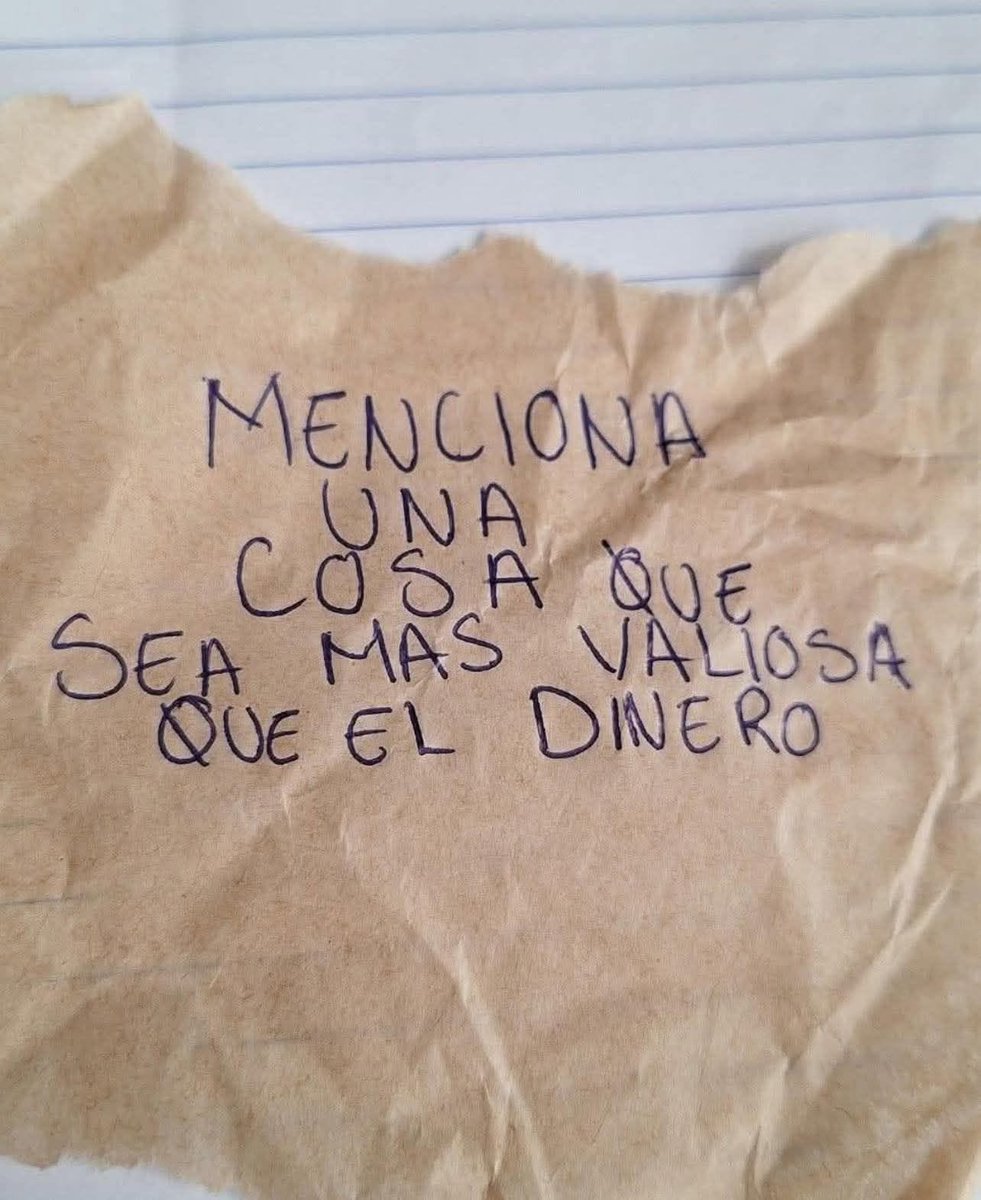 MENCIONA
UNA
COSA QUE
SEA MAS VALIOSA
QUE EL DINERO